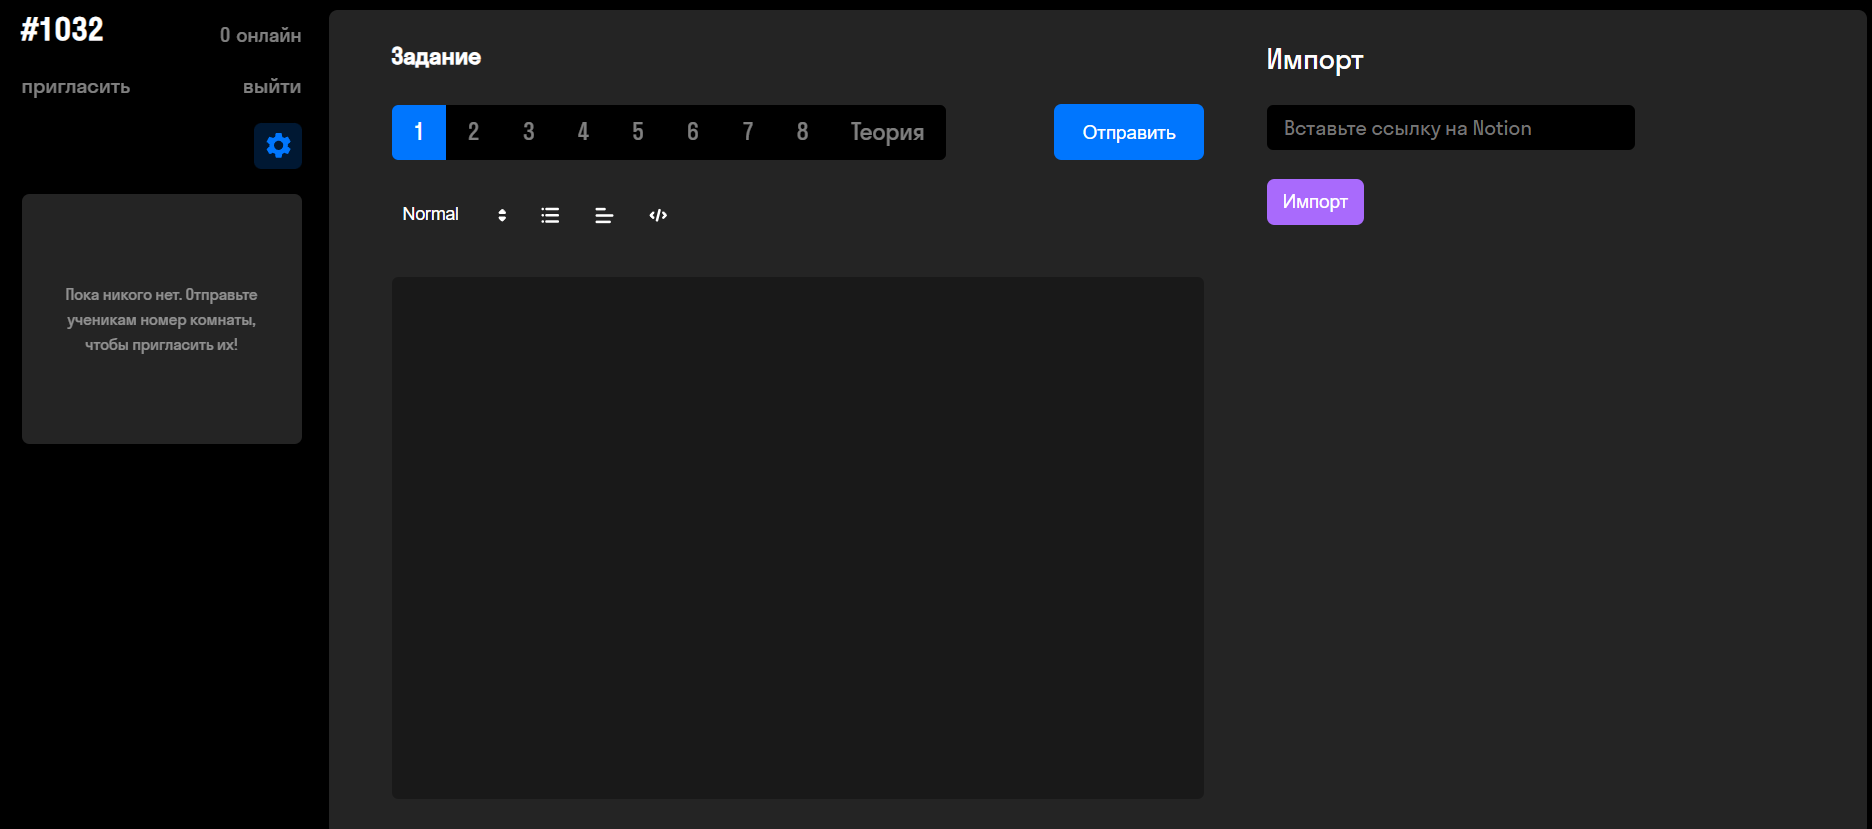 #1032
0 онлайн
пригласить
выйти
Пока никого нет. Отправьте
ученикам номер комнаты,
чтобы пригласить их!
Задание
1 2 3 4 5 6 7 8 Теория
Отправить
Normal
Импорт
Вставьте ссылку на Notion
Импорт